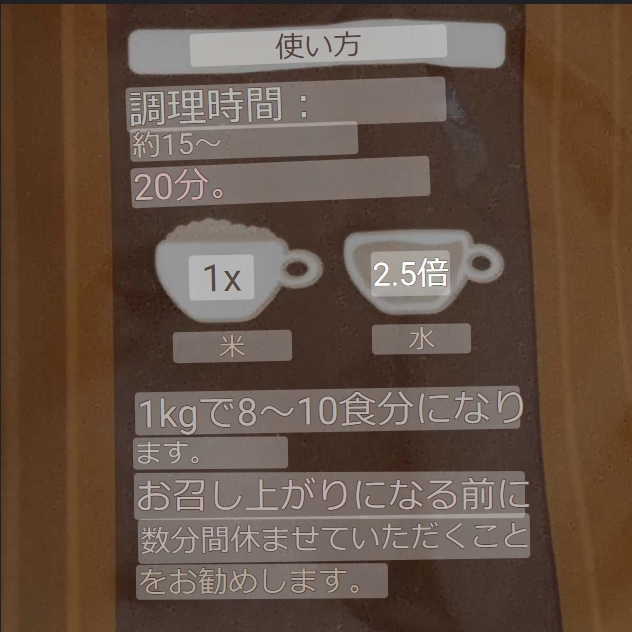 使い方
調理時間：
約15～
20分。
1x
2.5倍
米
水
1kgで8～10食分になり
ます。
お召し上がりになる前に
数分間休ませていただくこと
をお勧めします。